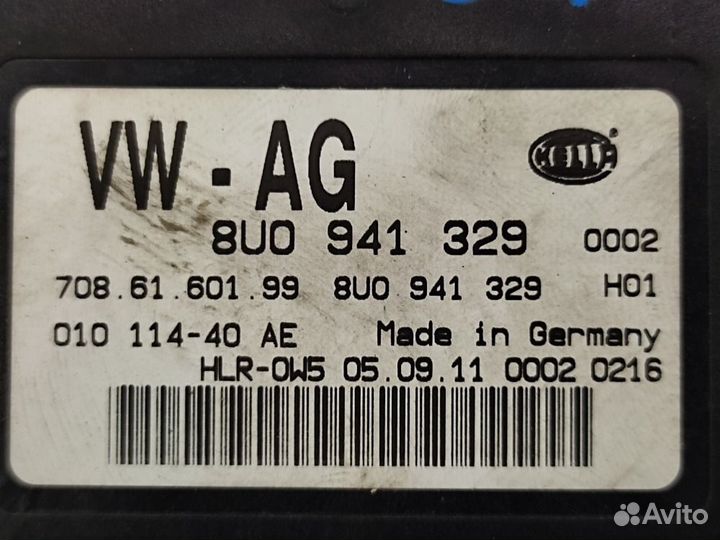 VW - AG
HELLA ®
8U0 941 329 0002
708.61.601.99 8U0 941 329 H01
010 114-40 AE Made in Germany
HLR-0W5 05.09.11 0002 0216
Avito